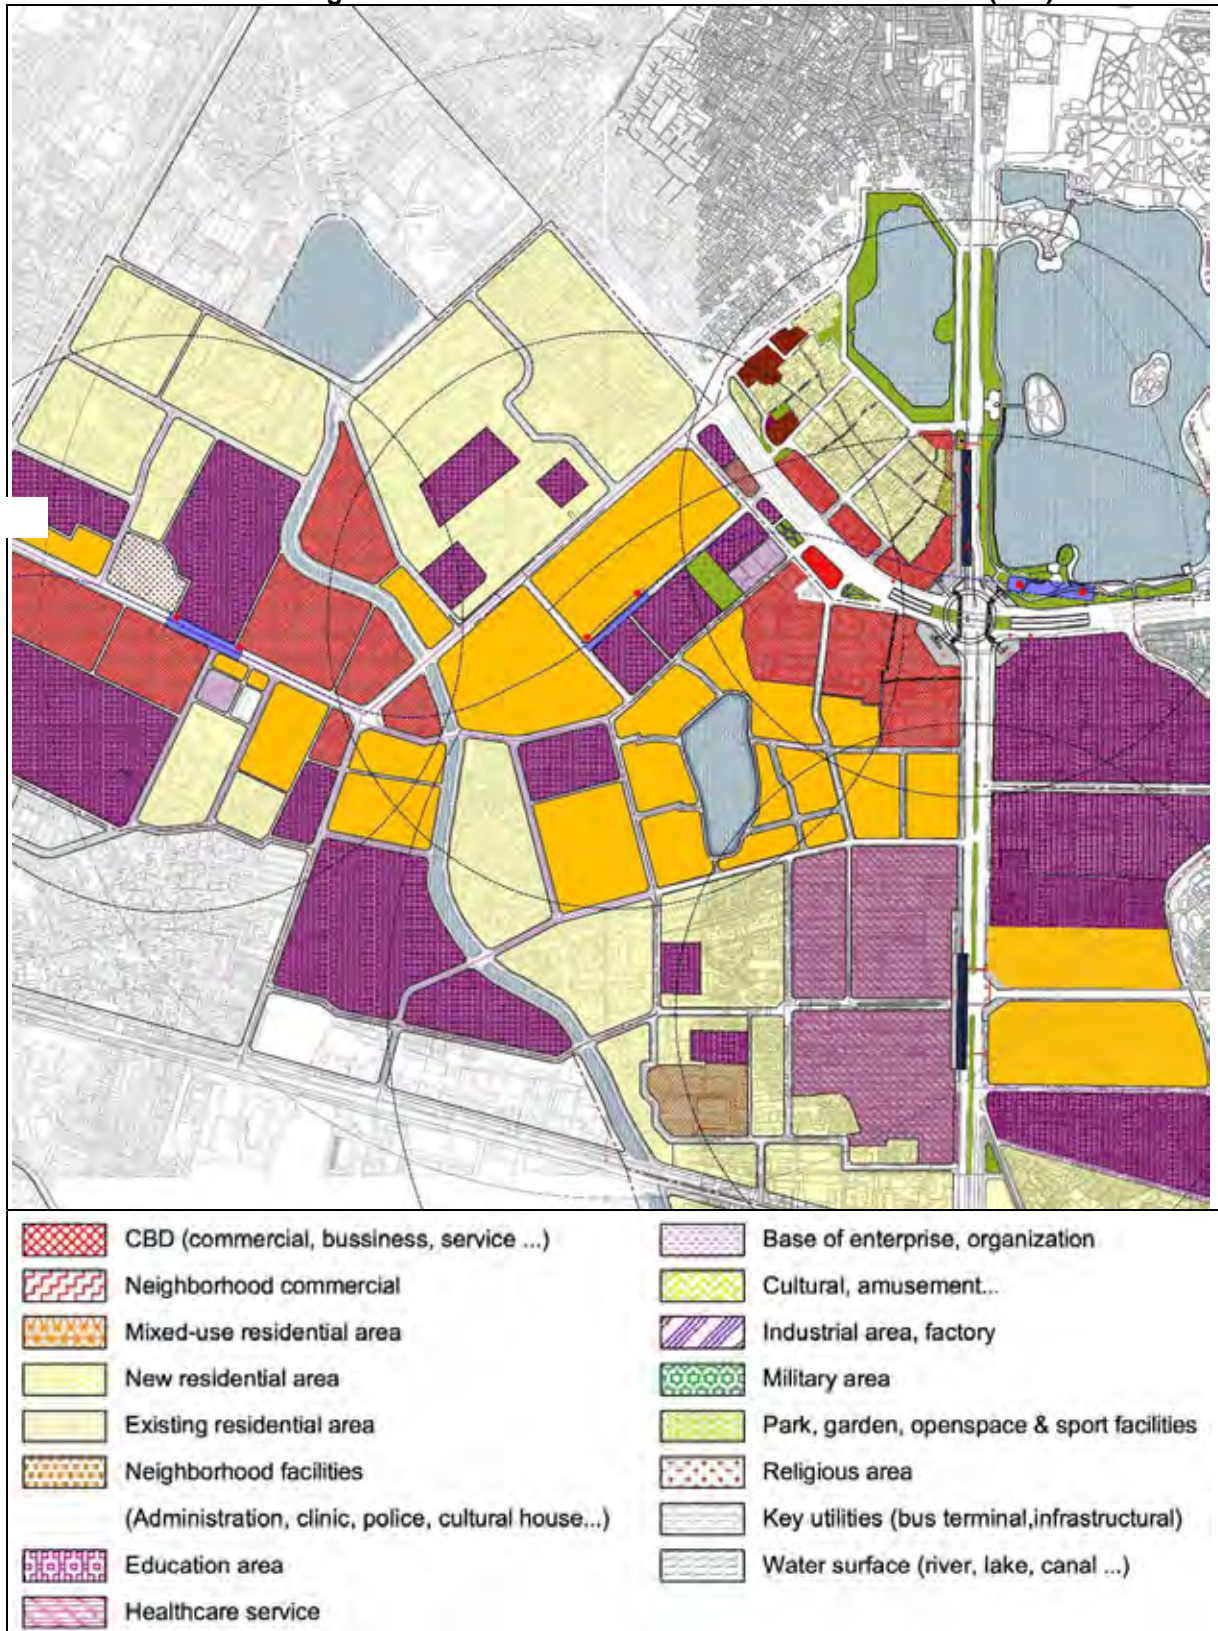 CBD (commercial, bussiness, service ...)
Neighborhood commercial
Mixed-use residential area
New residential area
Existing residential area
Neighborhood facilities
(Administration, clinic, police, cultural house...)
Education area
Healthcare service
Base of enterprise, organization
Cultural, amusement...
Industrial area, factory
Military area
Park, garden, openspace & sport facilities
Religious area
Key utilities (bus terminal,infrastructural)
Water surface (river, lake, canal ...)